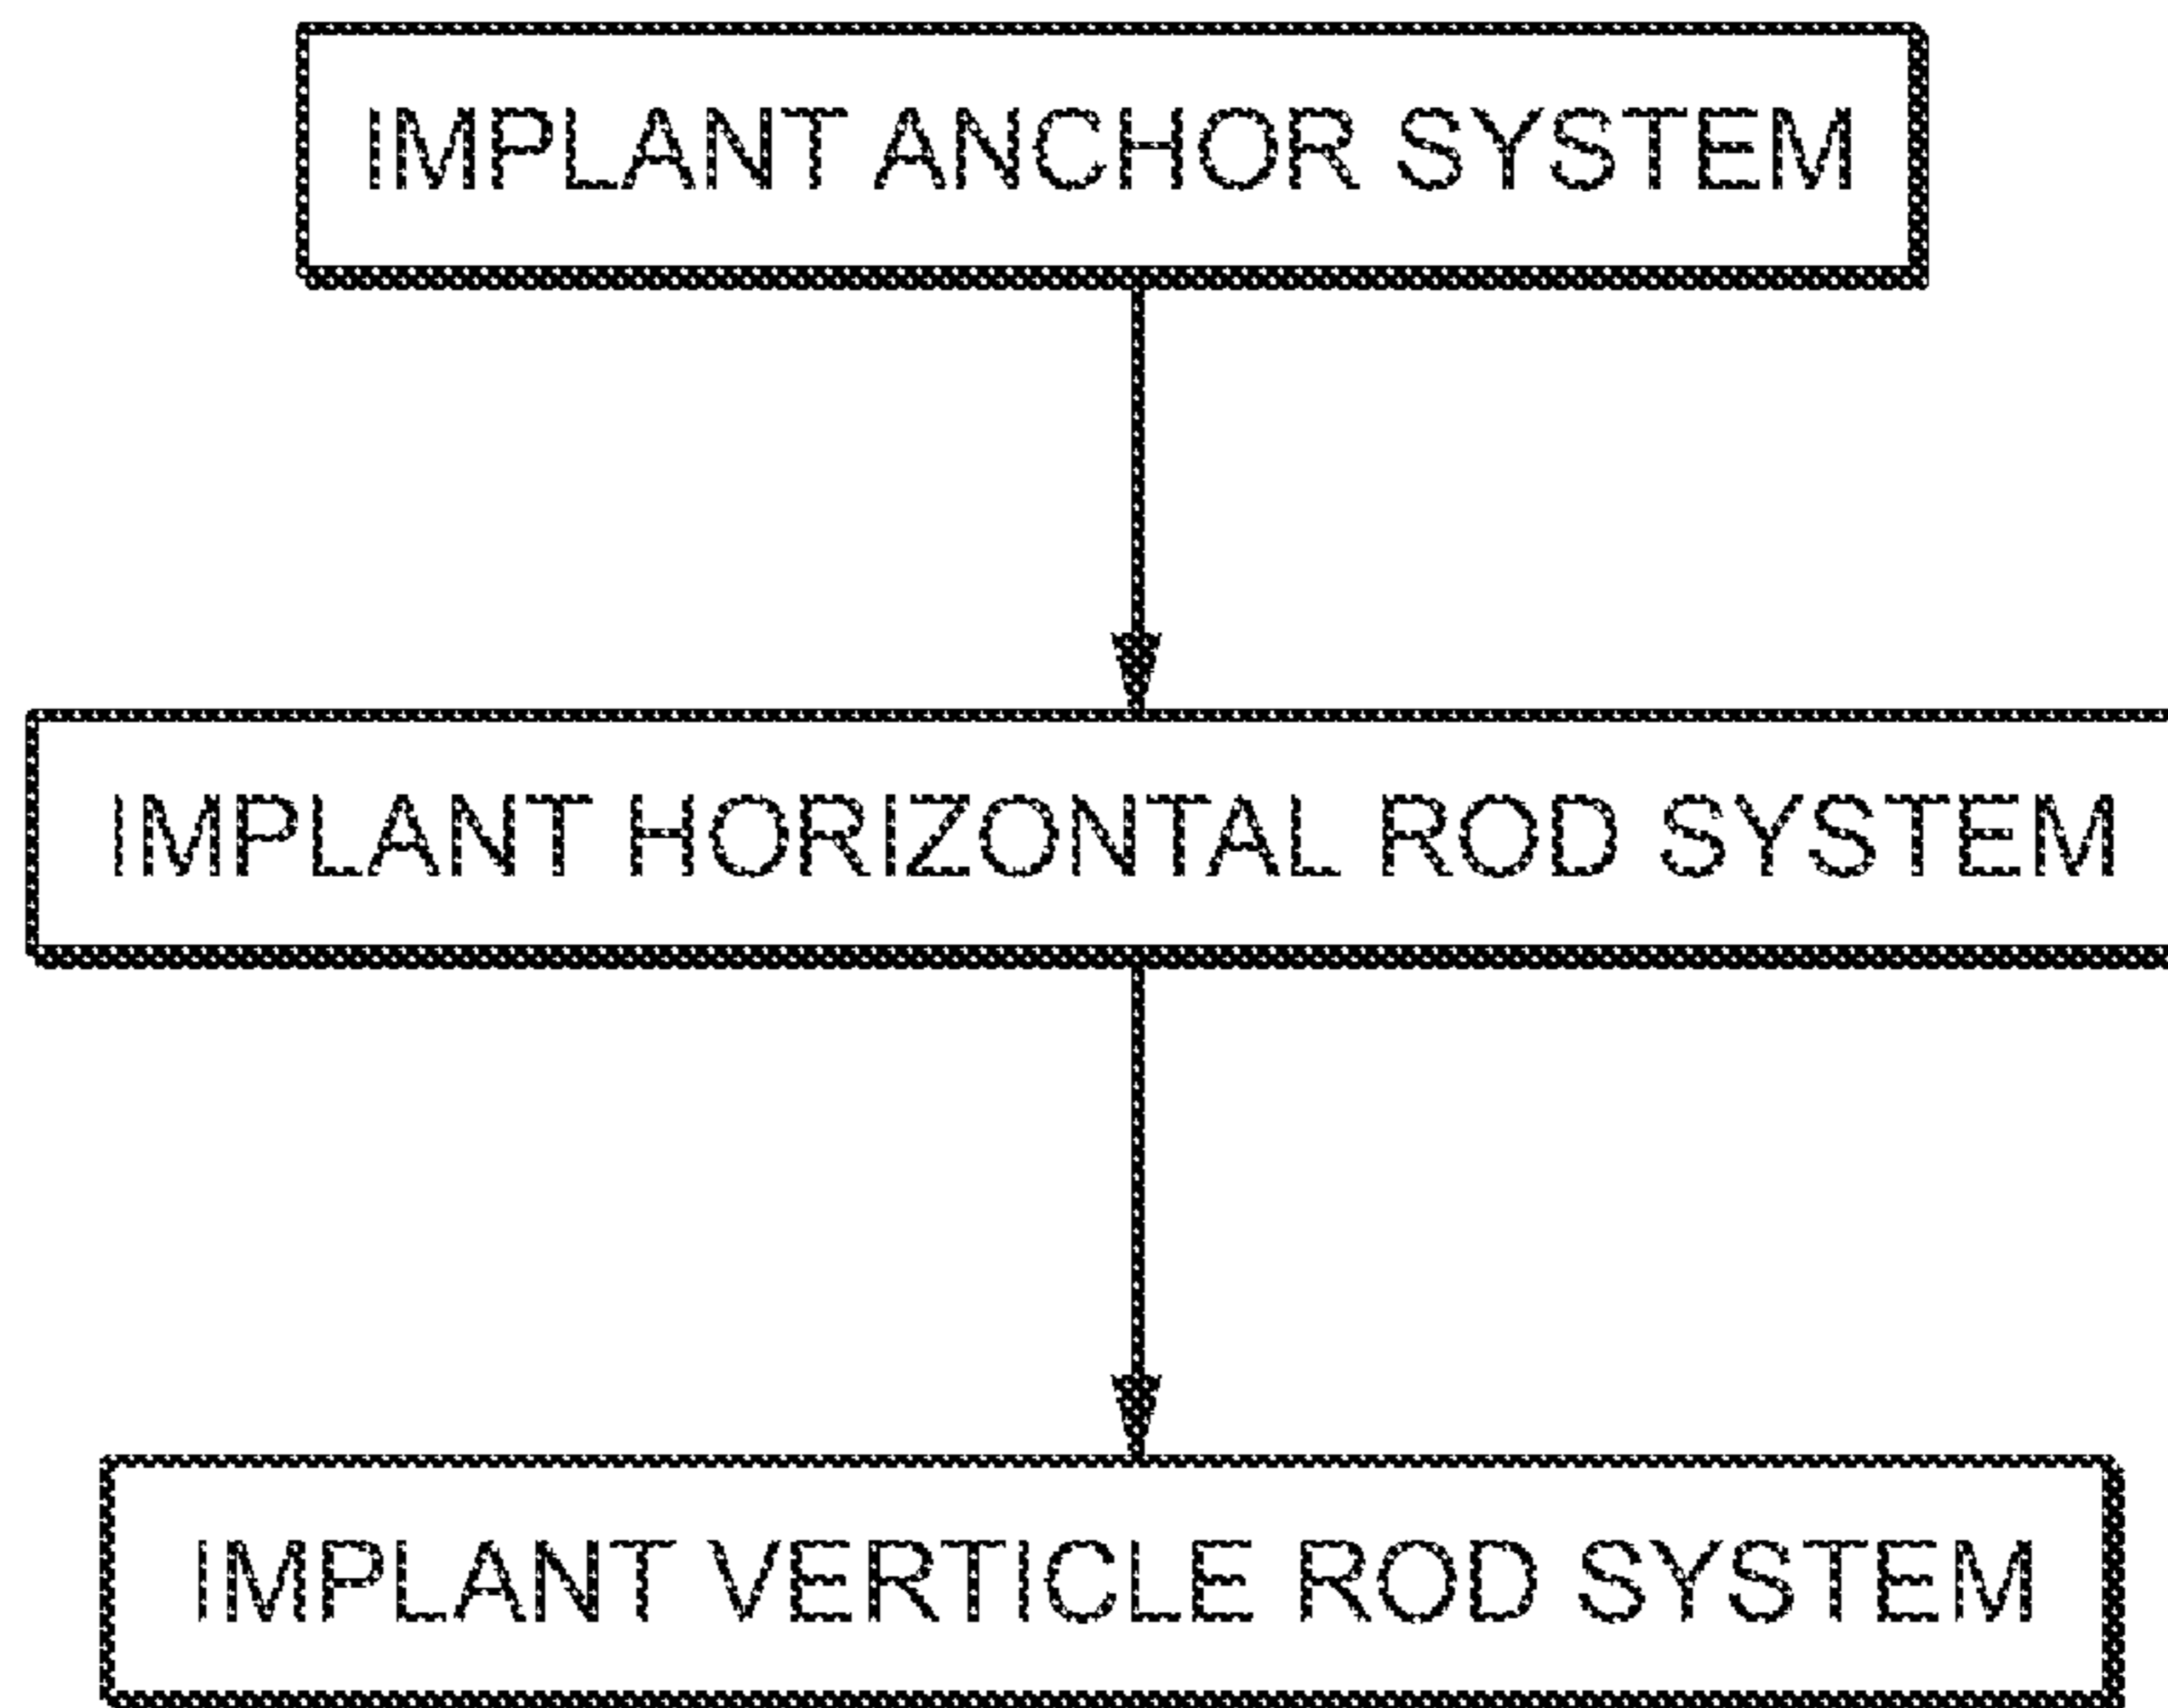 IMPLANT ANCHOR SYSTEM
IMPLANT HORIZONTAL ROD SYSTEM
IMPLANT VERTICLE ROD SYSTEM